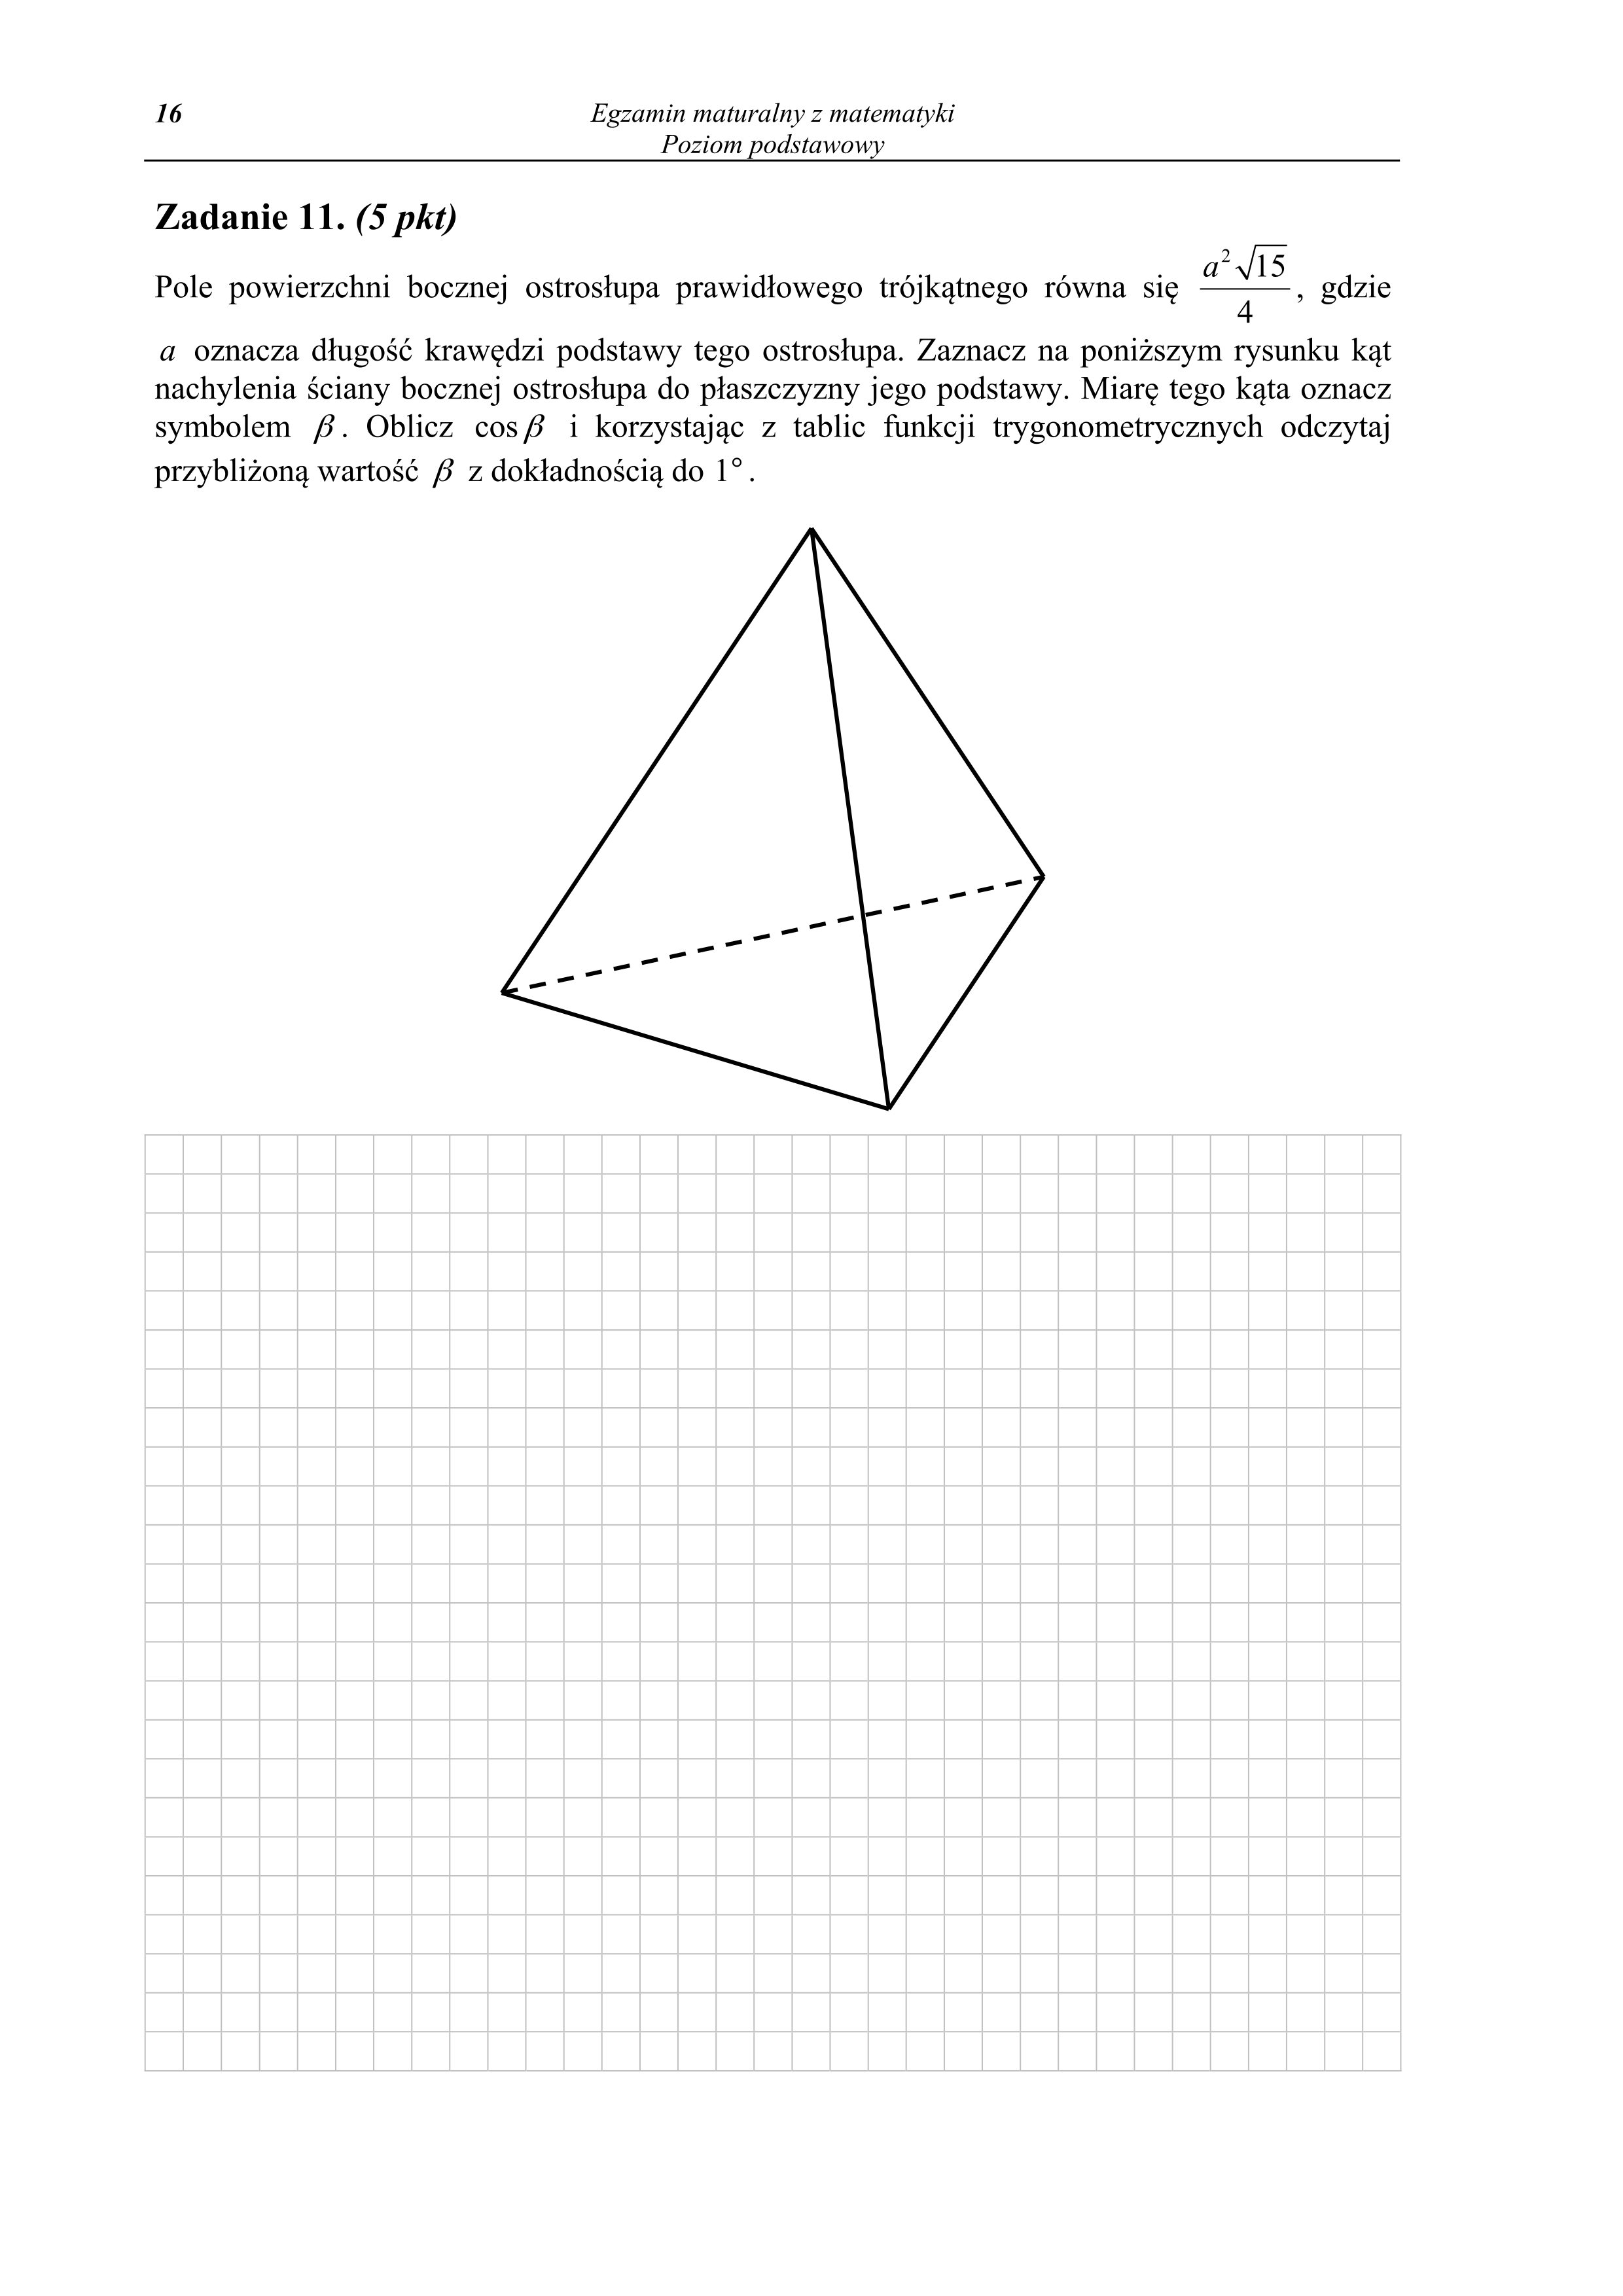 16
Egzamin maturalny z matematyki
Poziom podstawowy
Zadanie 11. (5 pkt)
Pole powierzchni bocznej ostrosłupa prawidłowego trójkątnego równa się $\frac{a^2\sqrt{15}}{4}$, gdzie
a oznacza długość krawędzi podstawy tego ostrosłupa. Zaznacz na poniższym rysunku kąt
nachylenia ściany bocznej ostrosłupa do płaszczyzny jego podstawy. Miarę tego kąta oznacz
symbolem β. Oblicz cos β i korzystając z tablic funkcji trygonometrycznych odczytaj
przybliżoną wartość β z dokładnością do 1°.